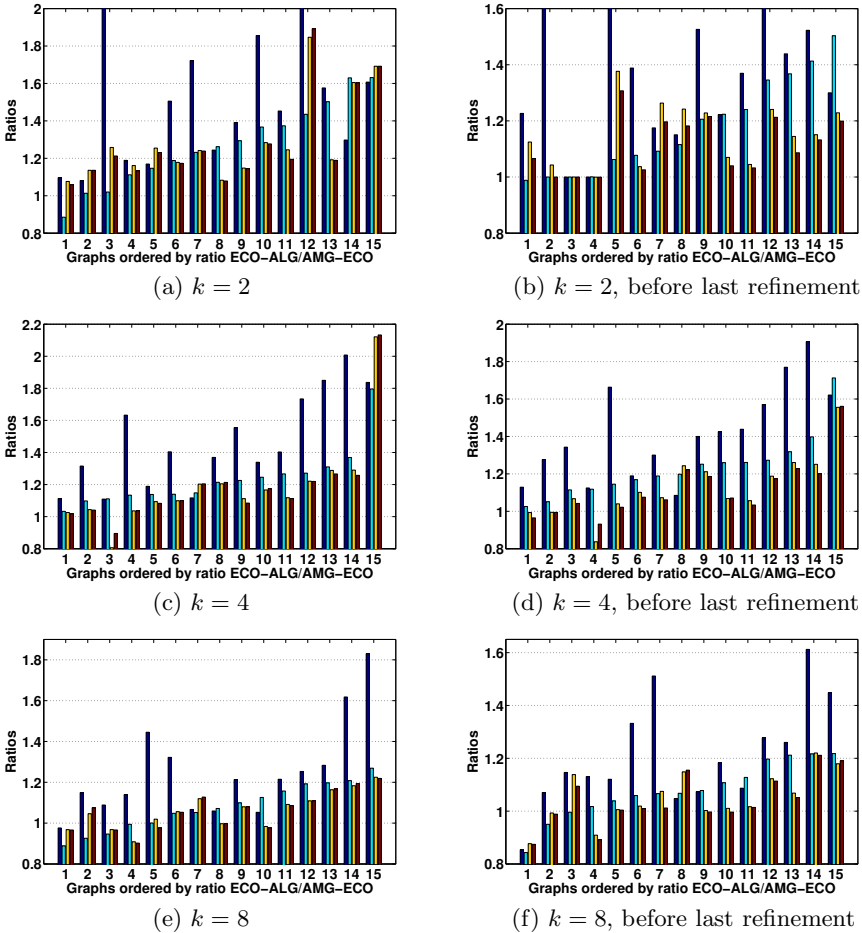 2
1.8
1.6
1.4
1.2
1
0.8
Ratios
1 2 3 4 5 6 7 8 9 10 11 12 13 14 15
Graphs ordered by ratio ECO−ALG/AMG−ECO
(a) k = 2
1.6
1.4
1.2
1
0.8
Ratios
1 2 3 4 5 6 7 8 9 10 11 12 13 14 15
Graphs ordered by ratio ECO−ALG/AMG−ECO
(b) k = 2, before last refinement
2.2
2
1.8
1.6
1.4
1.2
1
0.8
Ratios
1 2 3 4 5 6 7 8 9 10 11 12 13 14 15
Graphs ordered by ratio ECO−ALG/AMG−ECO
(c) k = 4
2
1.8
1.6
1.4
1.2
1
0.8
Ratios
1 2 3 4 5 6 7 8 9 10 11 12 13 14 15
Graphs ordered by ratio ECO−ALG/AMG−ECO
(d) k = 4, before last refinement
1.8
1.6
1.4
1.2
1
0.8
Ratios
1 2 3 4 5 6 7 8 9 10 11 12 13 14 15
Graphs ordered by ratio ECO−ALG/AMG−ECO
(e) k = 8
1.6
1.4
1.2
1
0.8
Ratios
1 2 3 4 5 6 7 8 9 10 11 12 13 14 15
Graphs ordered by ratio ECO−ALG/AMG−ECO
(f) k = 8, before last refinement